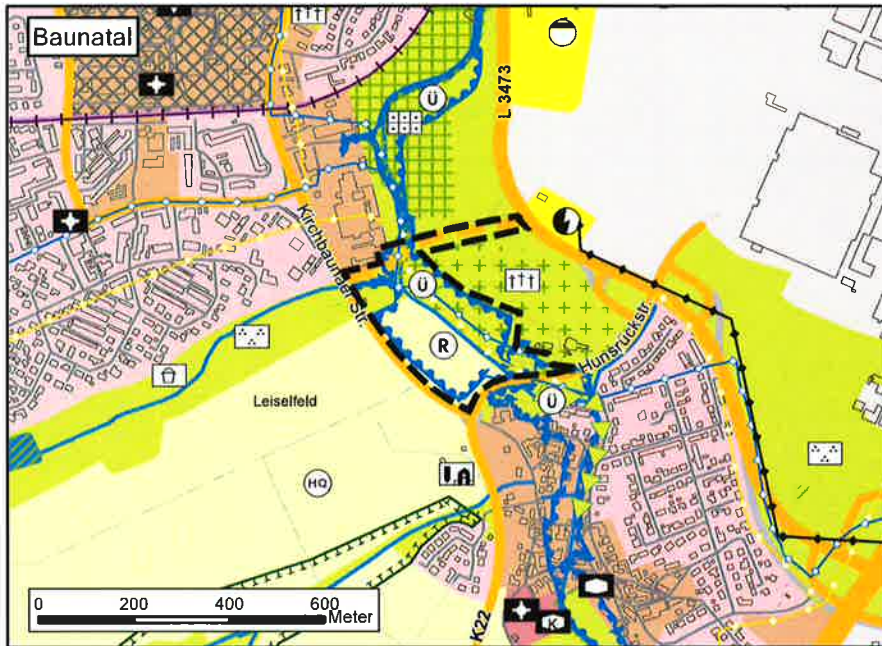 Baunatal
L 3473
Ü
Kirchbaunaer Str.
Ü
R
Hunsrückstr.
Ü
Leiselfeld
HQ
K22
K
0 200 400 600 Meter